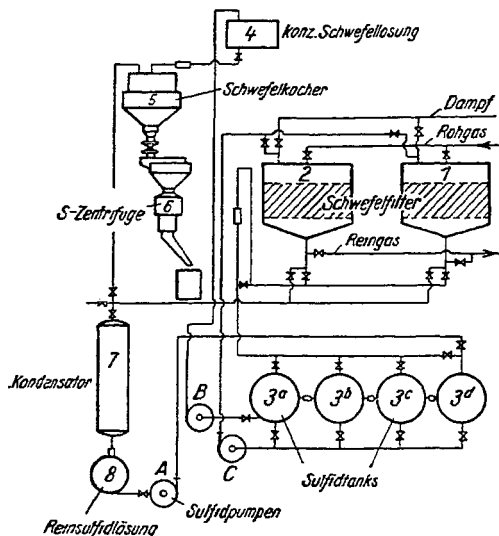 4
konz. Schwefellösung
5
Schwefelkocher
Dampf
Rohgas
2
1
6
S-Zentrifuge
Schwefelfilter
Reingas
7
Kondensator
B
3a
3b
3c
3d
C
Sulfidtanks
8
A
Sulfidpumpen
Reinsulfidlösung